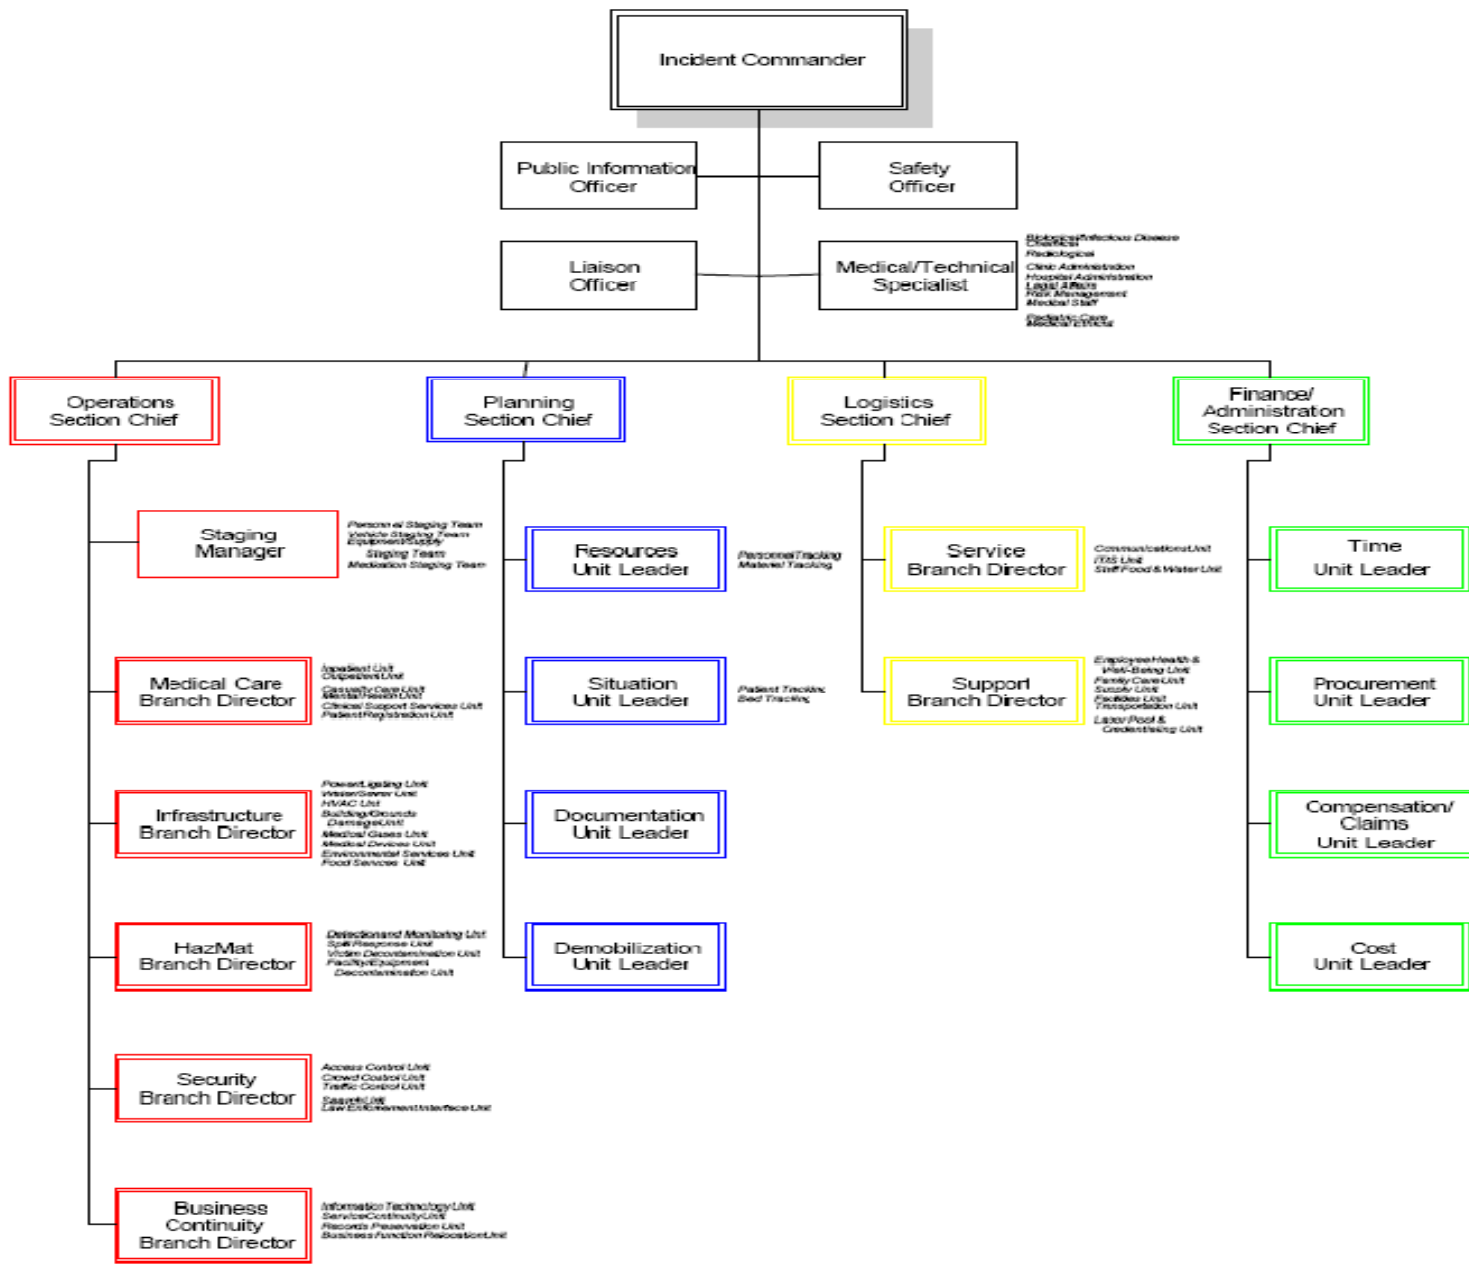 Incident Commander
Public Information
Officer
Safety
Officer
Liaison
Officer
Medical/Technical
Specialist
Biological/Infectious Disease
Chemical
Radiological
Clinic Administration
Hospital Administration
Legal Affairs
Risk Management
Medical Staff
Pediatric Care
Medical Ethicist
Operations
Section Chief
Planning
Section Chief
Logistics
Section Chief
Finance/
Administration
Section Chief
Staging
Manager
Personnel Staging Team
Vehicle Staging Team
Equipment/Supply
Staging Team
Medication Staging Team
Resources
Unit Leader
Personnel Tracking
Material Tracking
Service
Branch Director
Communications Unit
IT/IS Unit
Staff Food & Water Unit
Time
Unit Leader
Medical Care
Branch Director
Inpatient Unit
Outpatient Unit
Casualty Care Unit
Mental Health Unit
Clinical Support Services Unit
Patient Registration Unit
Situation
Unit Leader
Patient Tracking
Bed Tracking
Support
Branch Director
Employee Health &
Well-Being Unit
Family Care Unit
Supply Unit
Facilities Unit
Transportation Unit
Labor Pool &
Credentialing Unit
Procurement
Unit Leader
Infrastructure
Branch Director
Power/Lighting Unit
Water/Sewer Unit
HVAC Unit
Building/Grounds
Damage Unit
Medical Gases Unit
Medical Devices Unit
Environmental Services Unit
Food Services Unit
Documentation
Unit Leader
Compensation/
Claims
Unit Leader
HazMat
Branch Director
Detection and Monitoring Unit
Spill Response Unit
Victim Decontamination Unit
Facility/Equipment
Decontamination Unit
Demobilization
Unit Leader
Cost
Unit Leader
Security
Branch Director
Access Control Unit
Crowd Control Unit
Traffic Control Unit
Search Unit
Law Enforcement Interface Unit
Business
Continuity
Branch Director
Information Technology Unit
Service Continuity Unit
Records Preservation Unit
Business Function Relocation Unit